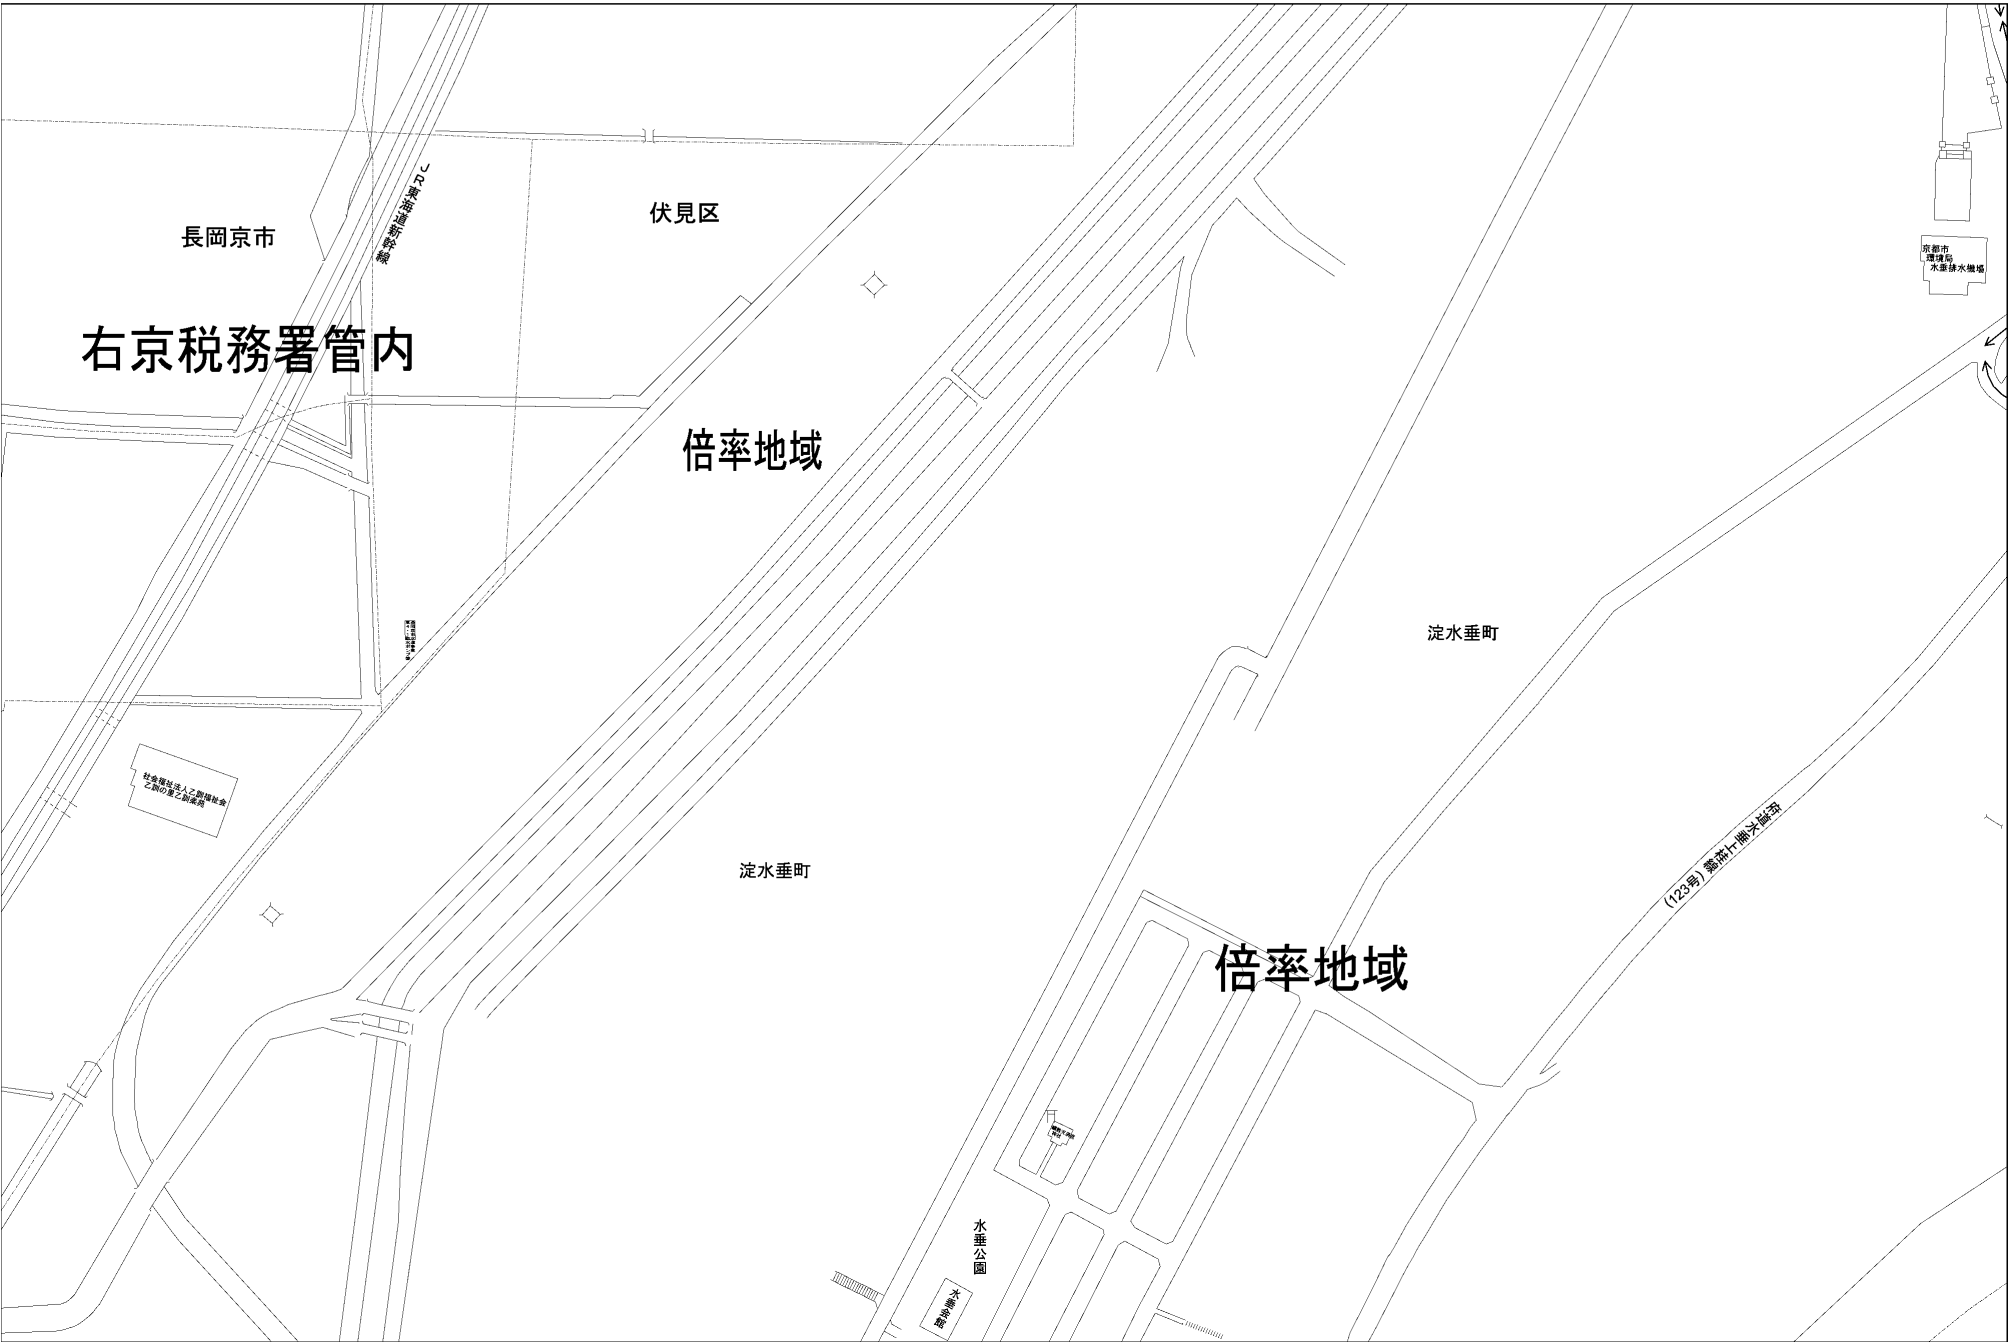 JR東海道新幹線
伏見区
長岡京市
京都市
環境局
水垂排水機場
右京税務署管内
倍率地域
淀水垂町
社会福祉法人乙訓福祉会
乙訓の里乙訓楽苑
府道水垂上桂線(123号)
淀水垂町
倍率地域
水垂公園
水垂会館